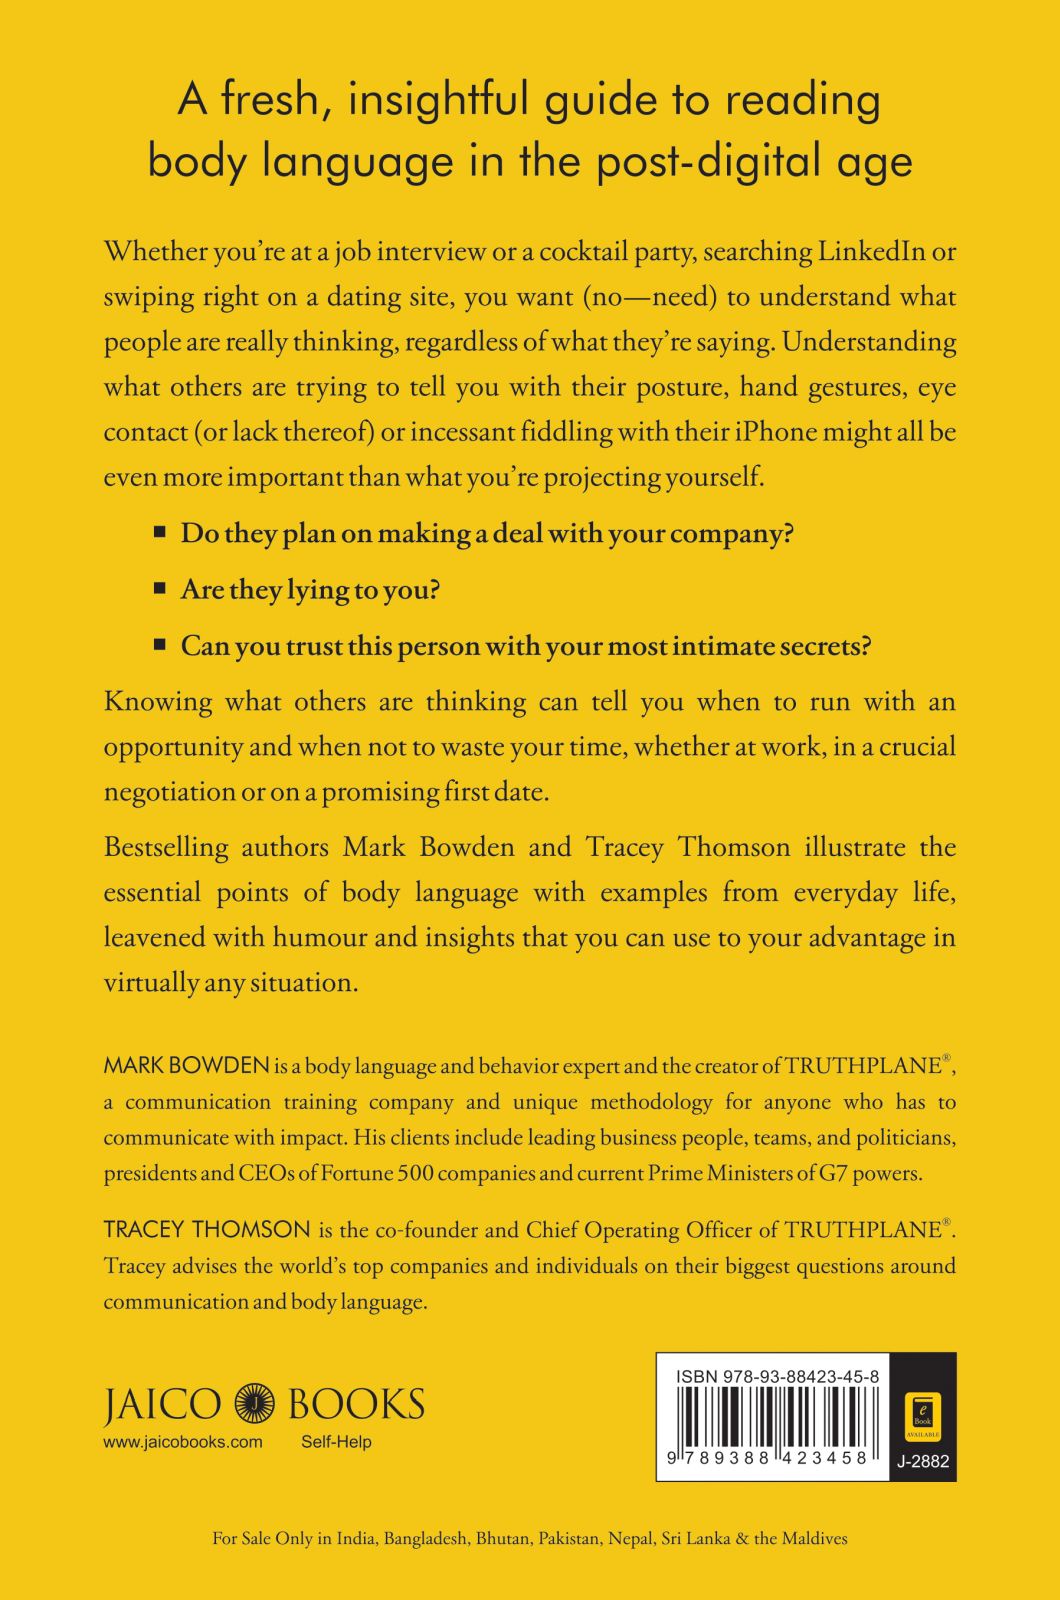 A fresh, insightful guide to reading
body language in the post-digital age
Whether you’re at a job interview or a cocktail party, searching LinkedIn or
swiping right on a dating site, you want (no—need) to understand what
people are really thinking, regardless of what they’re saying. Understanding
what others are trying to tell you with their posture, hand gestures, eye
contact (or lack thereof) or incessant fiddling with their iPhone might all be
even more important than what you’re projecting yourself.
■ Do they plan on making a deal with your company?
■ Are they lying to you?
■ Can you trust this person with your most intimate secrets?
Knowing what others are thinking can tell you when to run with an
opportunity and when not to waste your time, whether at work, in a crucial
negotiation or on a promising first date.
Bestselling authors Mark Bowden and Tracey Thomson illustrate the
essential points of body language with examples from everyday life,
leavened with humour and insights that you can use to your advantage in
virtually any situation.
MARK BOWDEN is a body language and behavior expert and the creator of TRUTHPLANE®,
a communication training company and unique methodology for anyone who has to
communicate with impact. His clients include leading business people, teams, and politicians,
presidents and CEOs of Fortune 500 companies and current Prime Ministers of G7 powers.
TRACEY THOMSON is the co-founder and Chief Operating Officer of TRUTHPLANE®.
Tracey advises the world’s top companies and individuals on their biggest questions around
communication and body language.
JAICO J BOOKS
www.jaicobooks.com Self-Help
ISBN 978-93-88423-45-8
9 789388 423458
e
Book
AVAILABLE
J-2882
For Sale Only in India, Bangladesh, Bhutan, Pakistan, Nepal, Sri Lanka & the Maldives